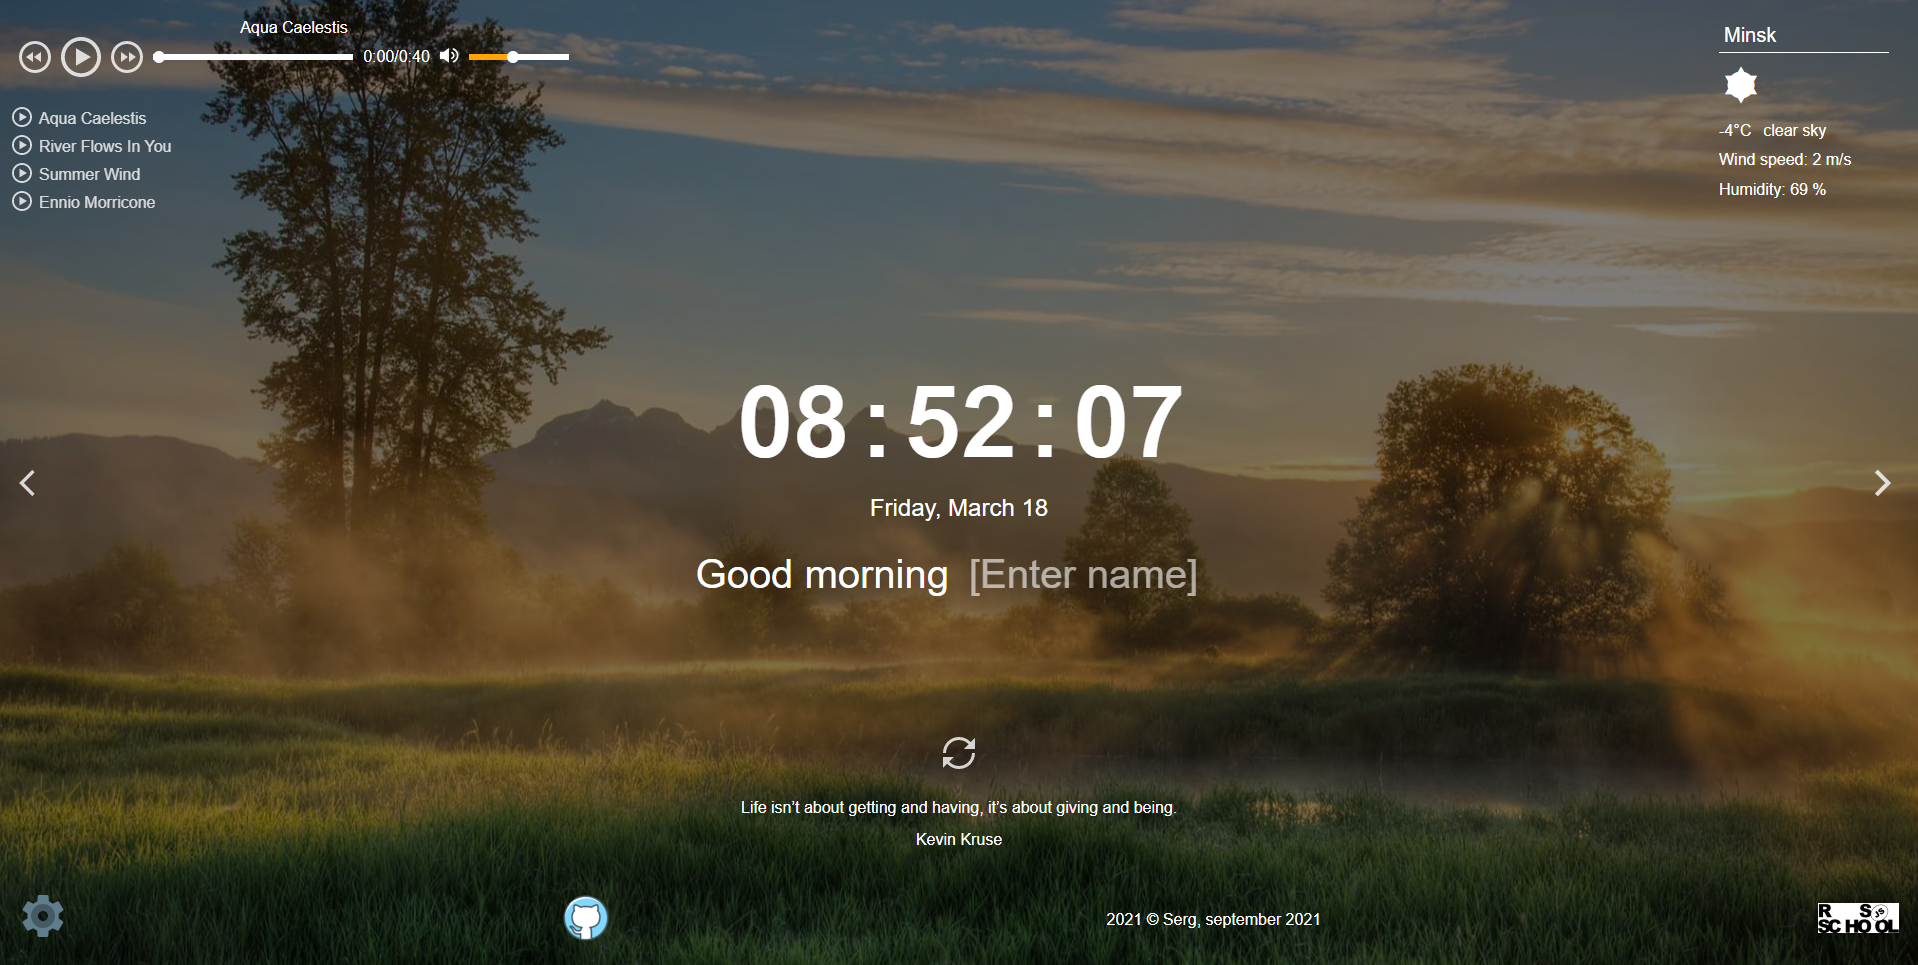 Aqua Caelestis
0:00/0:40
Aqua Caelestis
River Flows In You
Summer Wind
Ennio Morricone
Minsk
-4°C clear sky
Wind speed: 2 m/s
Humidity: 69 %
08:52:07
Friday, March 18
Good morning [Enter name]
Life isn’t about getting and having, it’s about giving and being.
Kevin Kruse
2021 © Serg, september 2021
R S JS
SCHOOL